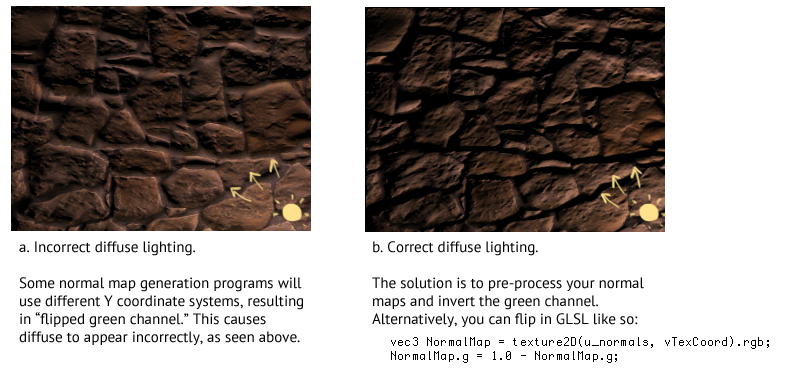 a. Incorrect diffuse lighting.
Some normal map generation programs will
use different Y coordinate systems, resulting
in “flipped green channel.” This causes
diffuse to appear incorrectly, as seen above.
b. Correct diffuse lighting.
The solution is to pre-process your normal
maps and invert the green channel.
Alternatively, you can flip in GLSL like so:
vec3 NormalMap = texture2D(u_normals, vTexCoord).rgb;
NormalMap.g = 1.0 - NormalMap.g;